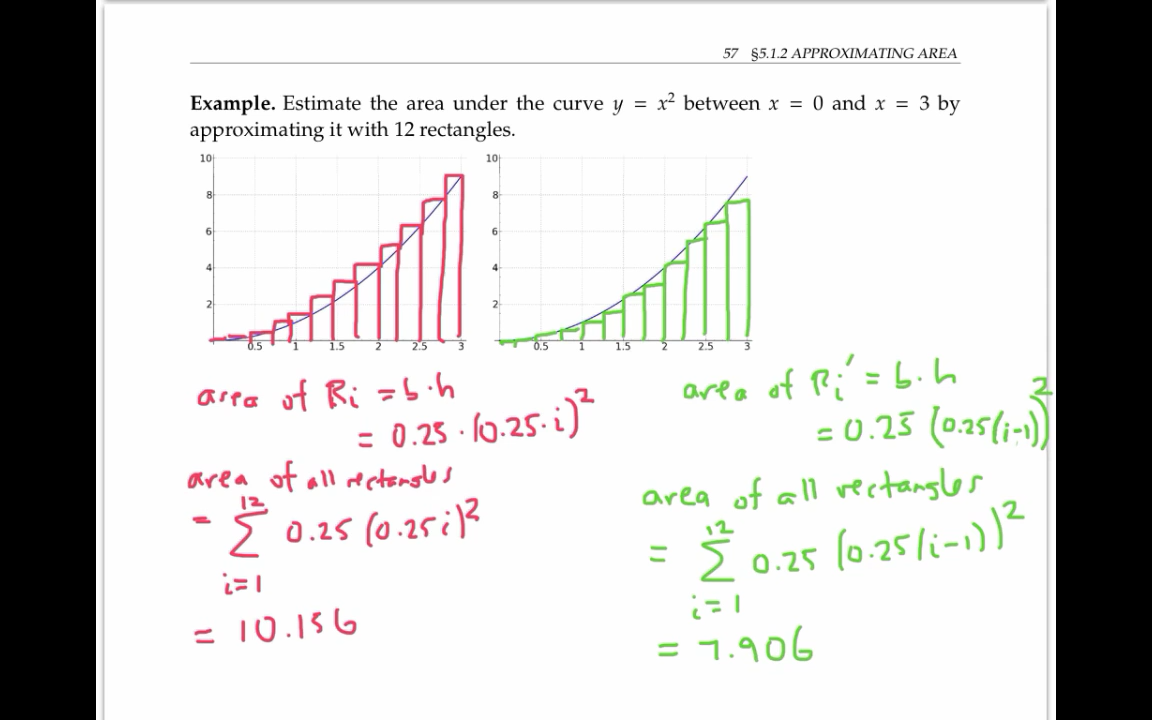 57 §5.1.2 APPROXIMATING AREA
Example. Estimate the area under the curve y = x² between x = 0 and x = 3 by
approximating it with 12 rectangles.
10
8
6
4
2
0.5 1 1.5 2 2.5 3
10
8
6
4
2
0.5 1 1.5 2 2.5 3
area of Rᵢ = b·h
= 0.25 · (0.25·i)²
area of all rectangles
= ∑_{i=1}^{12} 0.25 (0.25i)²
= 10.156
area of Rᵢ′ = b·h
= 0.25 (0.25(i-1))²
area of all rectangles
= ∑_{i=1}^{12} 0.25 (0.25(i-1))²
= 7.906